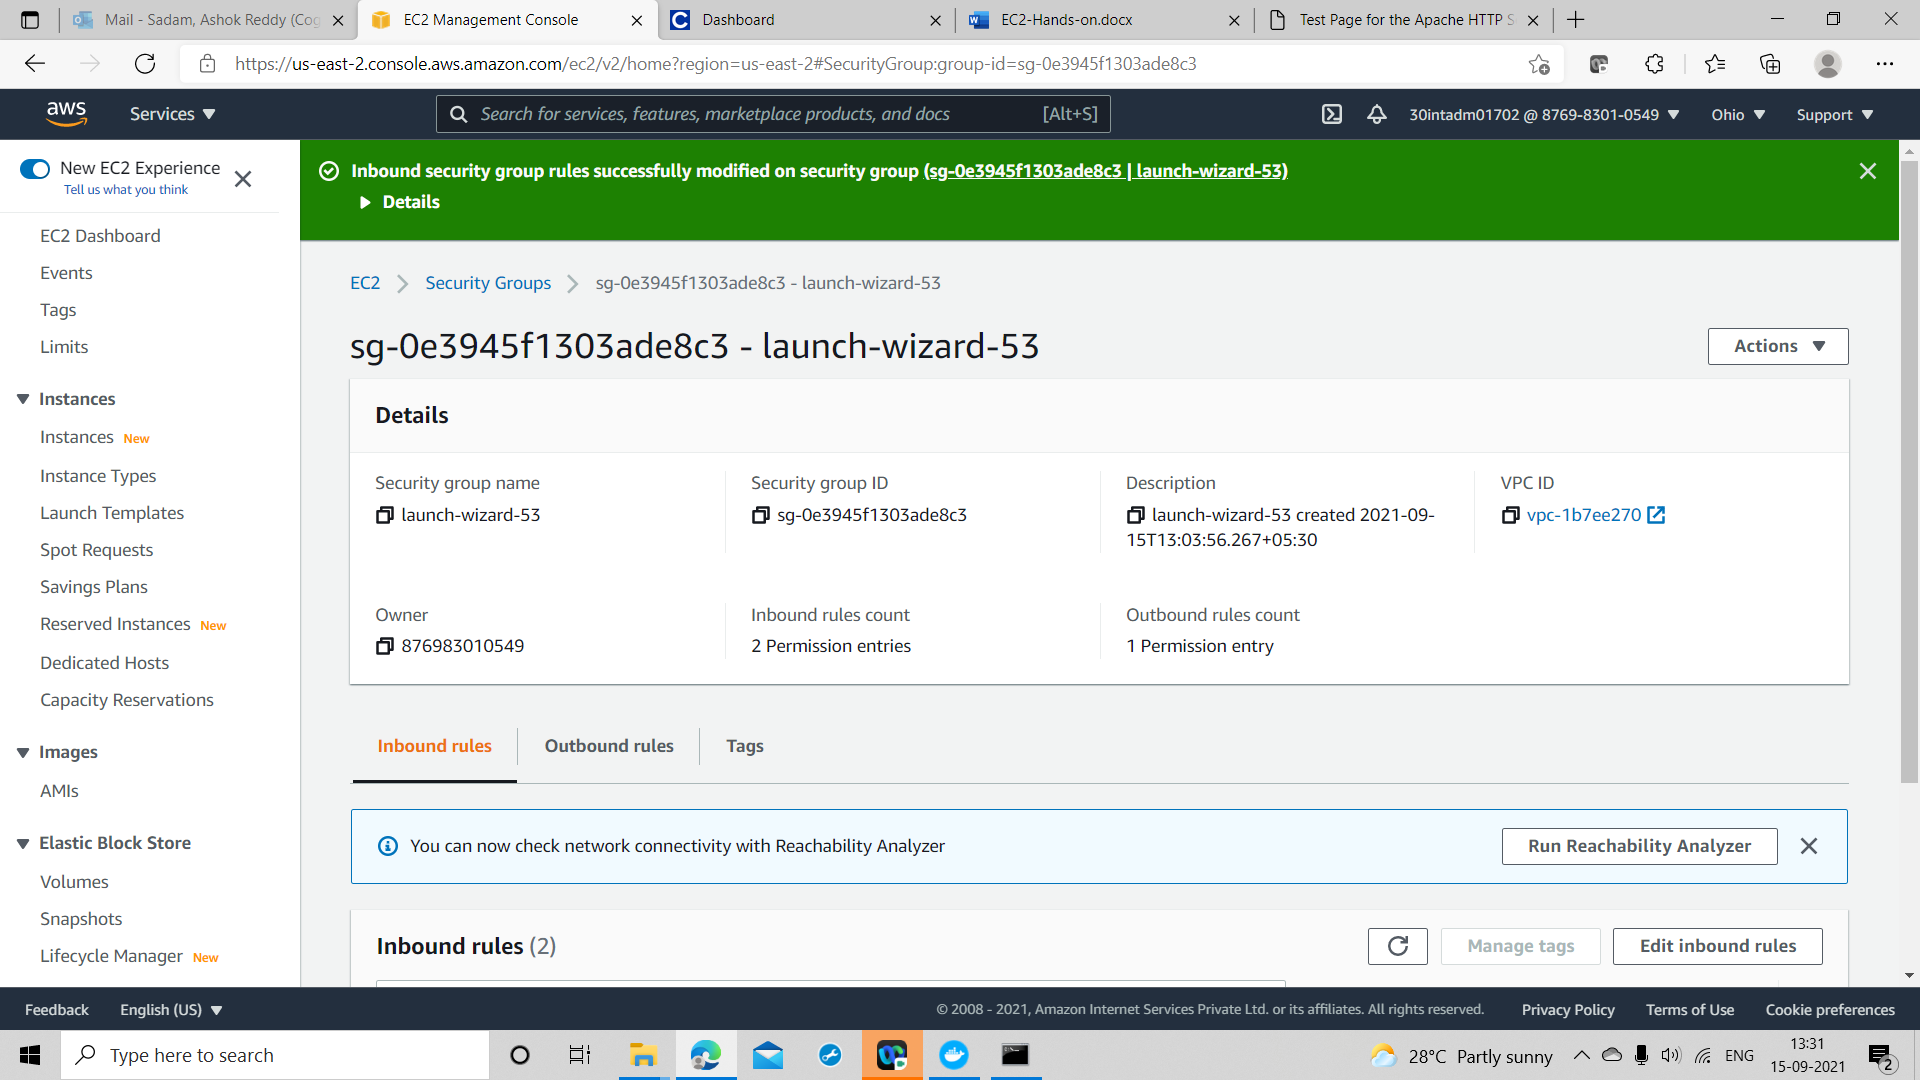 Mail - Sadam, Ashok Reddy (Cog
EC2 Management Console
Dashboard
EC2-Hands-on.docx
Test Page for the Apache HTTP S
https://us-east-2.console.aws.amazon.com/ec2/v2/home?region=us-east-2#SecurityGroup:group-id=sg-0e3945f1303ade8c3
aws
Services
Search for services, features, marketplace products, and docs
[Alt+S]
30intadm01702 @ 8769-8301-0549
Ohio
Support
New EC2 Experience
Tell us what you think
EC2 Dashboard
Events
Tags
Limits
Instances
Instances New
Instance Types
Launch Templates
Spot Requests
Savings Plans
Reserved Instances New
Dedicated Hosts
Capacity Reservations
Images
AMIs
Elastic Block Store
Volumes
Snapshots
Lifecycle Manager New
Inbound security group rules successfully modified on security group (sg-0e3945f1303ade8c3 | launch-wizard-53)
Details
EC2
Security Groups
sg-0e3945f1303ade8c3 - launch-wizard-53
sg-0e3945f1303ade8c3 - launch-wizard-53
Actions
Details
Security group name
launch-wizard-53
Security group ID
sg-0e3945f1303ade8c3
Description
launch-wizard-53 created 2021-09-
15T13:03:56.267+05:30
VPC ID
vpc-1b7ee270
Owner
876983010549
Inbound rules count
2 Permission entries
Outbound rules count
1 Permission entry
Inbound rules
Outbound rules
Tags
You can now check network connectivity with Reachability Analyzer
Run Reachability Analyzer
Inbound rules (2)
Manage tags
Edit inbound rules
Feedback
English (US)
© 2008 - 2021, Amazon Internet Services Private Ltd. or its affiliates. All rights reserved.
Privacy Policy
Terms of Use
Cookie preferences
Type here to search
28°C Partly sunny
ENG
13:31
15-09-2021
2